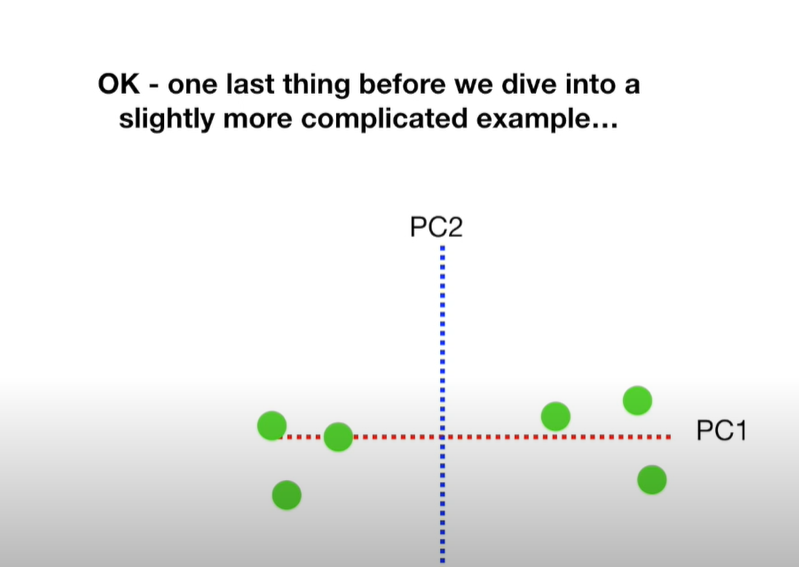 OK - one last thing before we dive into a
slightly more complicated example...
PC2
PC1